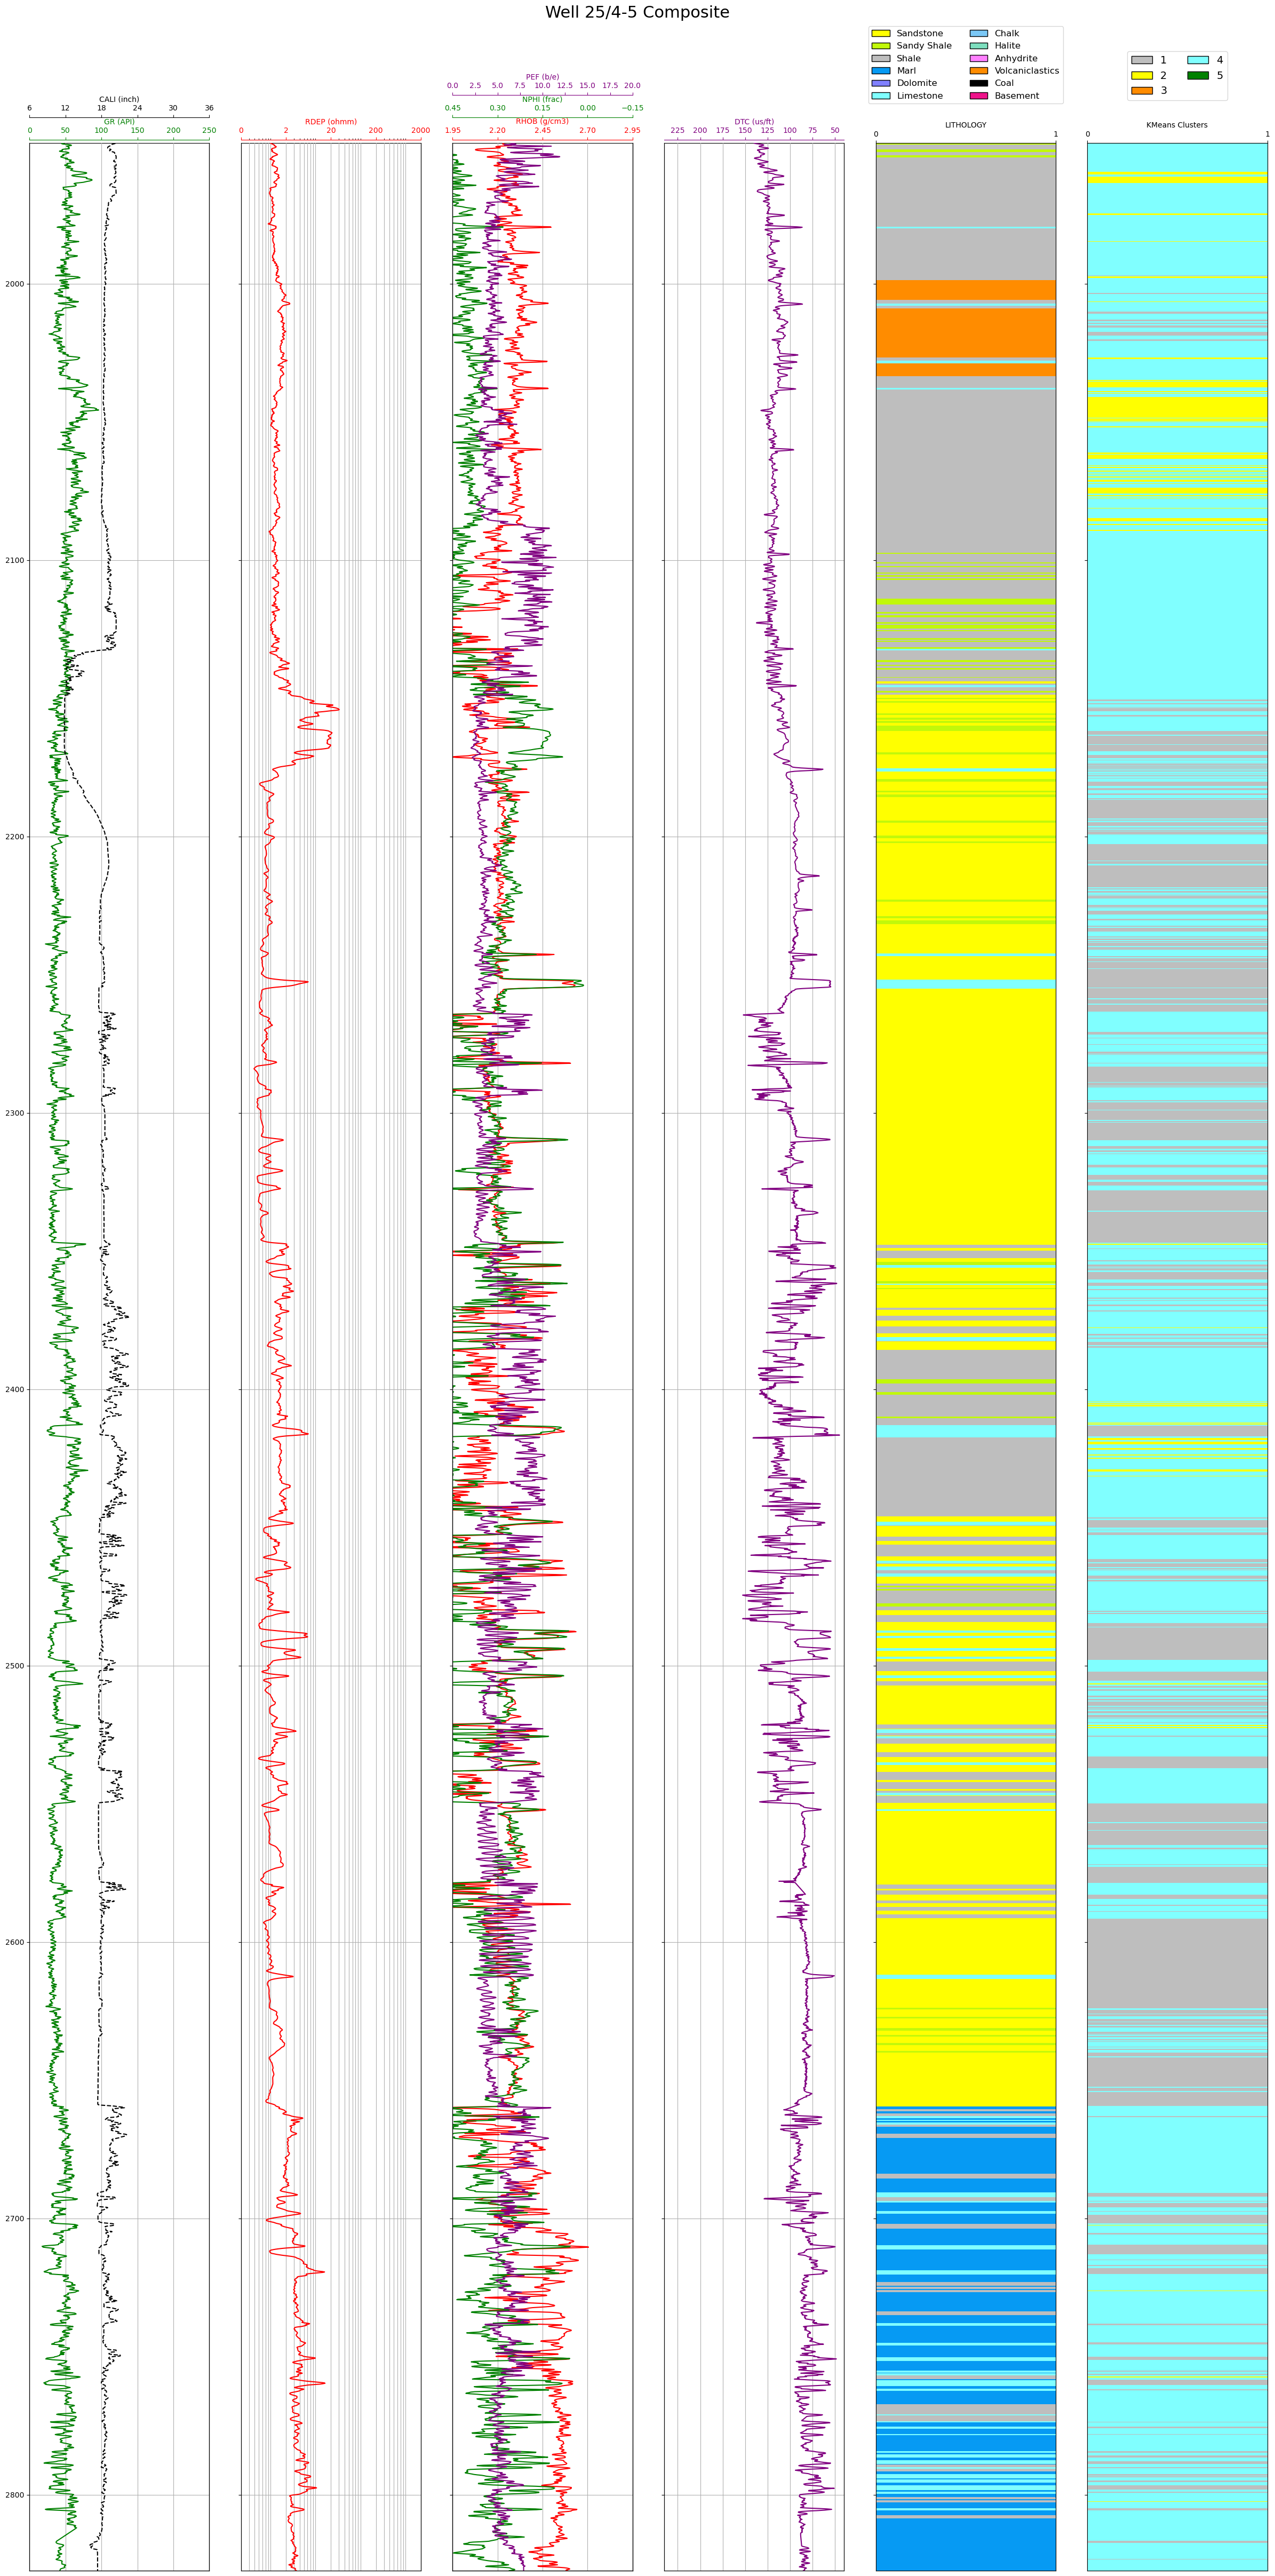 Well 25/4-5 Composite
Sandstone Chalk
Sandy Shale Halite
Shale Anhydrite
Marl Volcaniclastics
Dolomite Coal
Limestone Basement
1 4
2 5
3
PEF (b/e)
0.0 2.5 5.0 7.5 10.0 12.5 15.0 17.5 20.0
CALI (inch)
6 12 18 24 30 36
NPHI (frac)
0.45 0.30 0.15 0.00 −0.15
GR (API)
0 50 100 150 200 250
RDEP (ohmm)
0 2 20 200 2000
RHOB (g/cm3)
1.95 2.20 2.45 2.70 2.95
DTC (us/ft)
225 200 175 150 125 100 75 50
LITHOLOGY
0 1
KMeans Clusters
0 1
2000
2100
2200
2300
2400
2500
2600
2700
2800